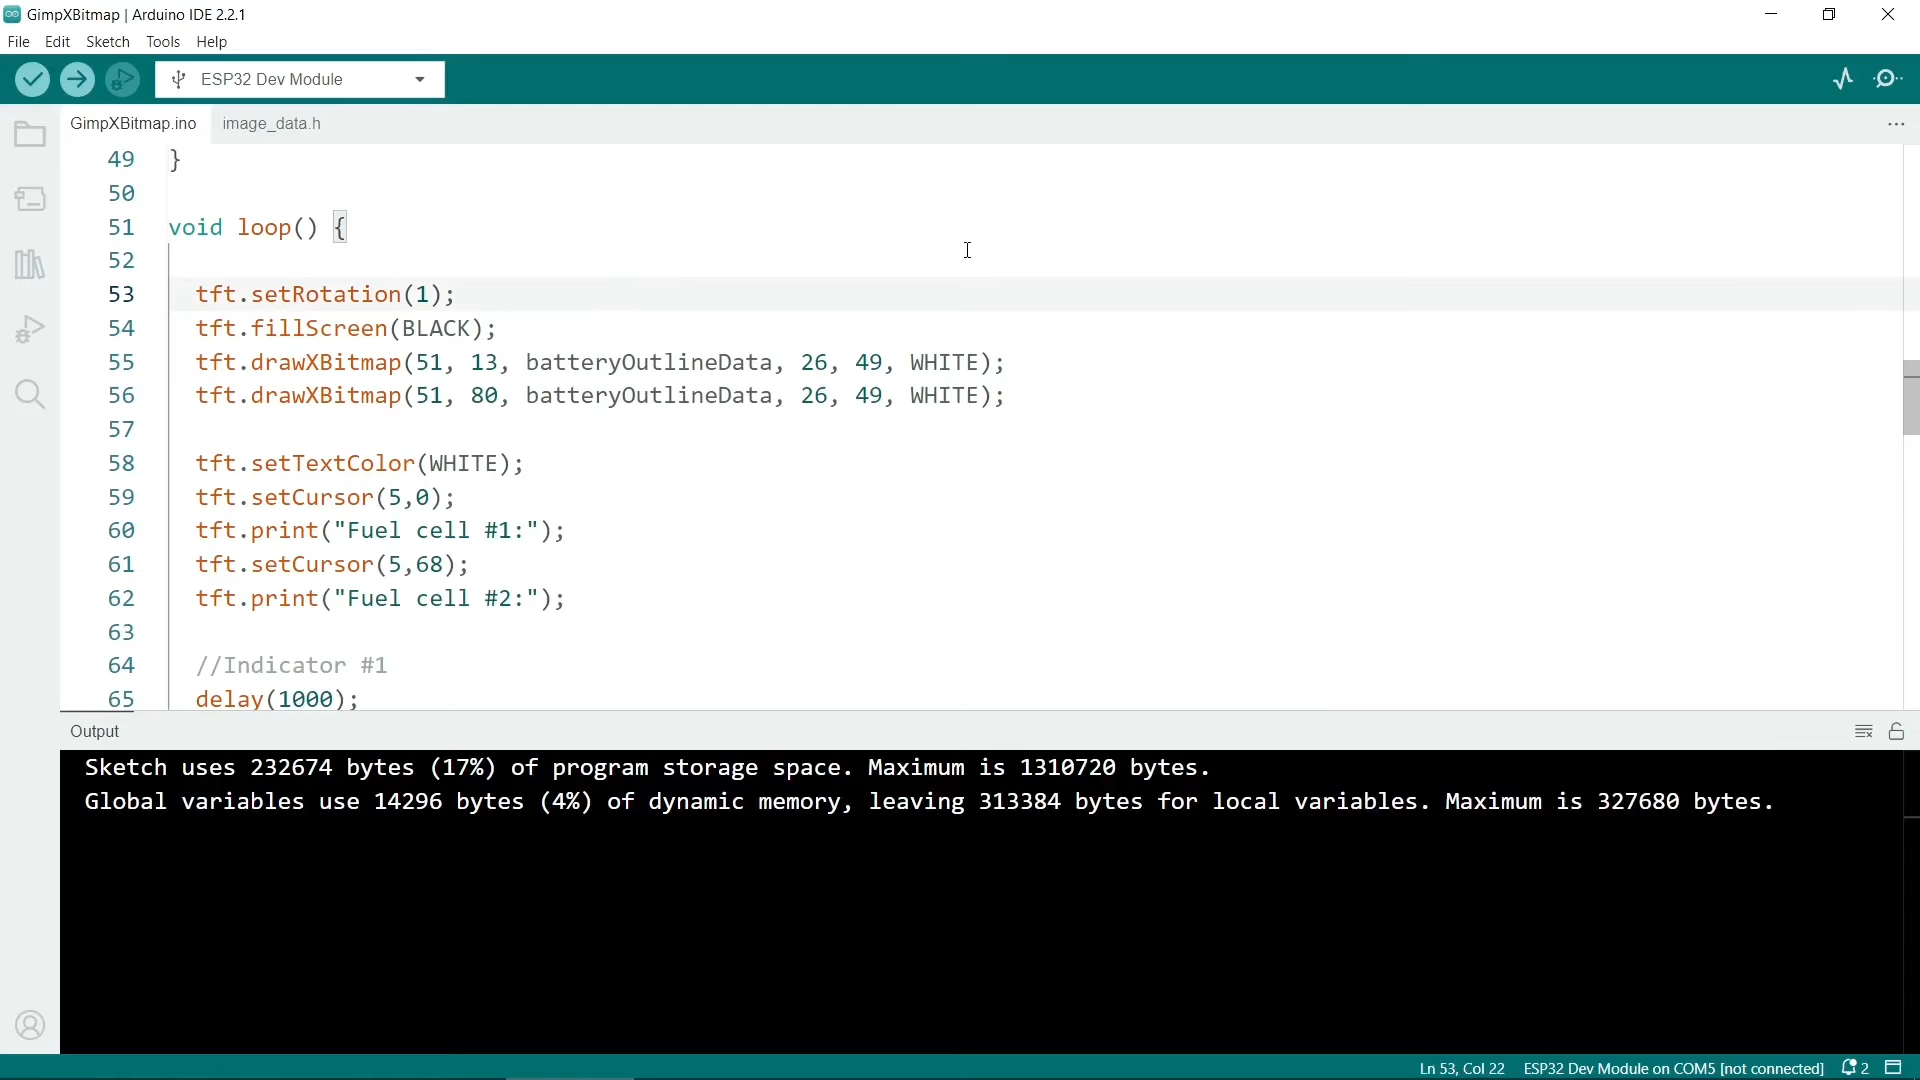 GimpXBitmap | Arduino IDE 2.2.1
File Edit Sketch Tools Help
ESP32 Dev Module
GimpXBitmap.ino image_data.h
49 }
50
51 void loop() {
52
53 tft.setRotation(1);
54 tft.fillScreen(BLACK);
55 tft.drawXBitmap(51, 13, batteryOutlineData, 26, 49, WHITE);
56 tft.drawXBitmap(51, 80, batteryOutlineData, 26, 49, WHITE);
57
58 tft.setTextColor(WHITE);
59 tft.setCursor(5,0);
60 tft.print("Fuel cell #1:");
61 tft.setCursor(5,68);
62 tft.print("Fuel cell #2:");
63
64 //Indicator #1
65 delay(1000);
Output
Sketch uses 232674 bytes (17%) of program storage space. Maximum is 1310720 bytes.
Global variables use 14296 bytes (4%) of dynamic memory, leaving 313384 bytes for local variables. Maximum is 327680 bytes.
Ln 53, Col 22 ESP32 Dev Module on COM5 [not connected] 2